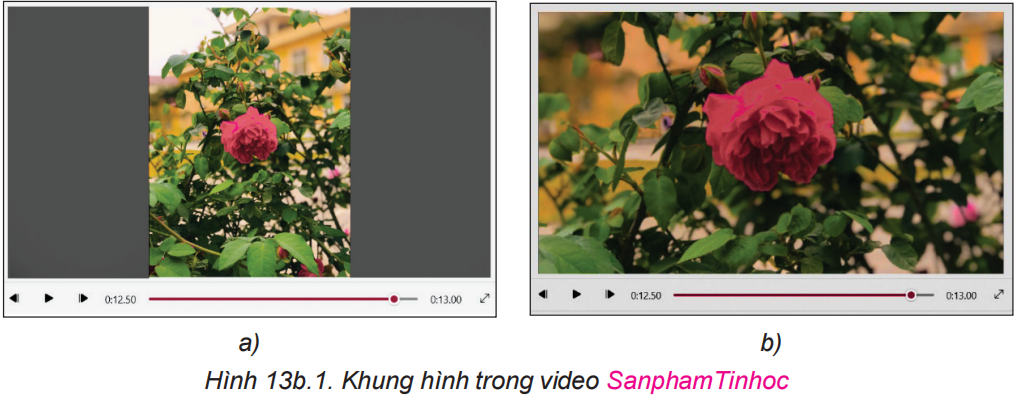 0:12.50 0:13.00
0:12.50 0:13.00
a) b)
Hình 13b.1. Khung hình trong video SanphamTinhoc